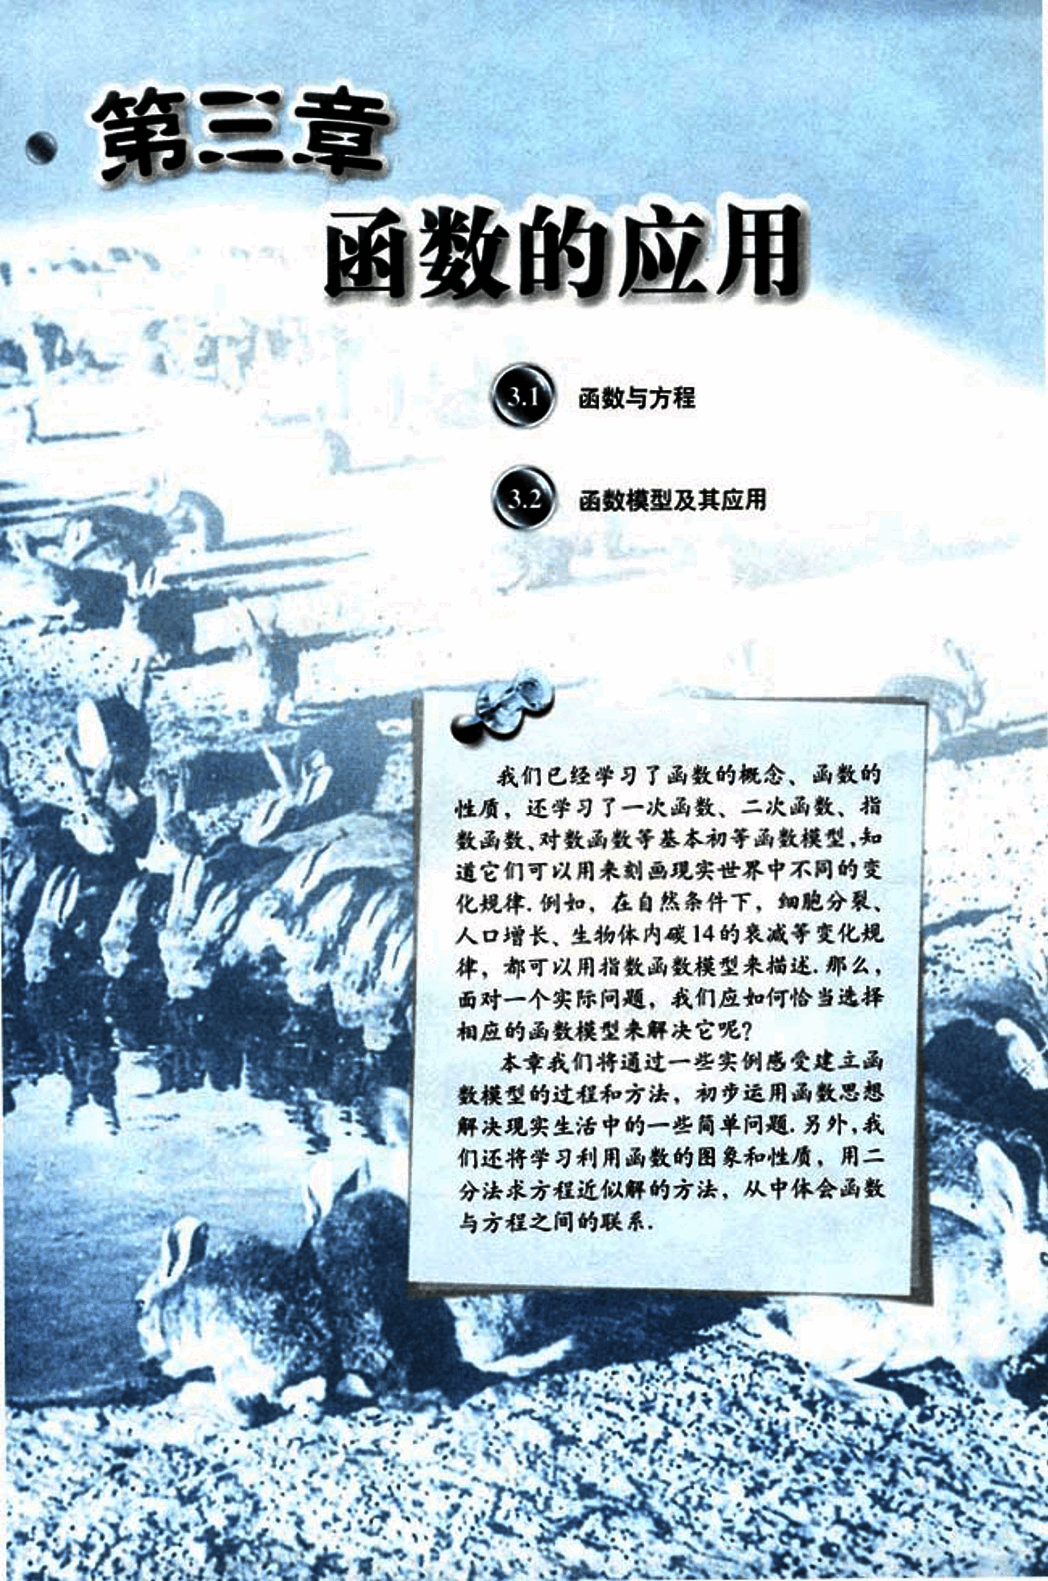 第三章
函数的应用
3.1 函数与方程
3.2 函数模型及其应用
我们已经学习了函数的概念、函数的
性质，还学习了一次函数、二次函数、指
数函数、对数函数等基本初等函数模型，知
道它们可以用来刻画现实世界中不同的变
化规律.例如，在自然条件下，细胞分裂、
人口增长、生物体内碳14的衰减等变化规
律，都可以用指数函数模型来描述.那么，
面对一个实际问题，我们应如何恰当选择
相应的函数模型来解决它呢？
本章我们将通过一些实例感受建立函
数模型的过程和方法，初步运用函数思想
解决现实生活中的一些简单问题.另外，我
们还将学习利用函数的图象和性质，用二
分法求方程近似解的方法，从中体会函数
与方程之间的联系.